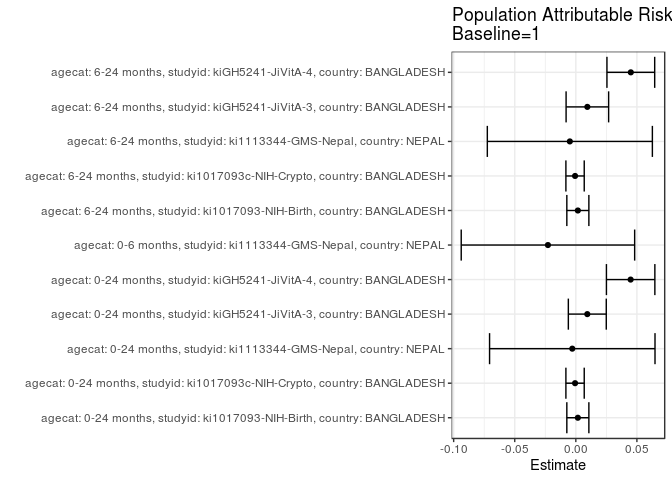 Population Attributable Risk
Baseline=1
agecat: 6-24 months, studyid: kiGH5241-JiVitA-4, country: BANGLADESH
agecat: 6-24 months, studyid: kiGH5241-JiVitA-3, country: BANGLADESH
agecat: 6-24 months, studyid: ki1113344-GMS-Nepal, country: NEPAL
agecat: 6-24 months, studyid: ki1017093c-NIH-Crypto, country: BANGLADESH
agecat: 6-24 months, studyid: ki1017093-NIH-Birth, country: BANGLADESH
agecat: 0-6 months, studyid: ki1113344-GMS-Nepal, country: NEPAL
agecat: 0-24 months, studyid: kiGH5241-JiVitA-4, country: BANGLADESH
agecat: 0-24 months, studyid: kiGH5241-JiVitA-3, country: BANGLADESH
agecat: 0-24 months, studyid: ki1113344-GMS-Nepal, country: NEPAL
agecat: 0-24 months, studyid: ki1017093c-NIH-Crypto, country: BANGLADESH
agecat: 0-24 months, studyid: ki1017093-NIH-Birth, country: BANGLADESH
-0.10 -0.05 0.00 0.05
Estimate